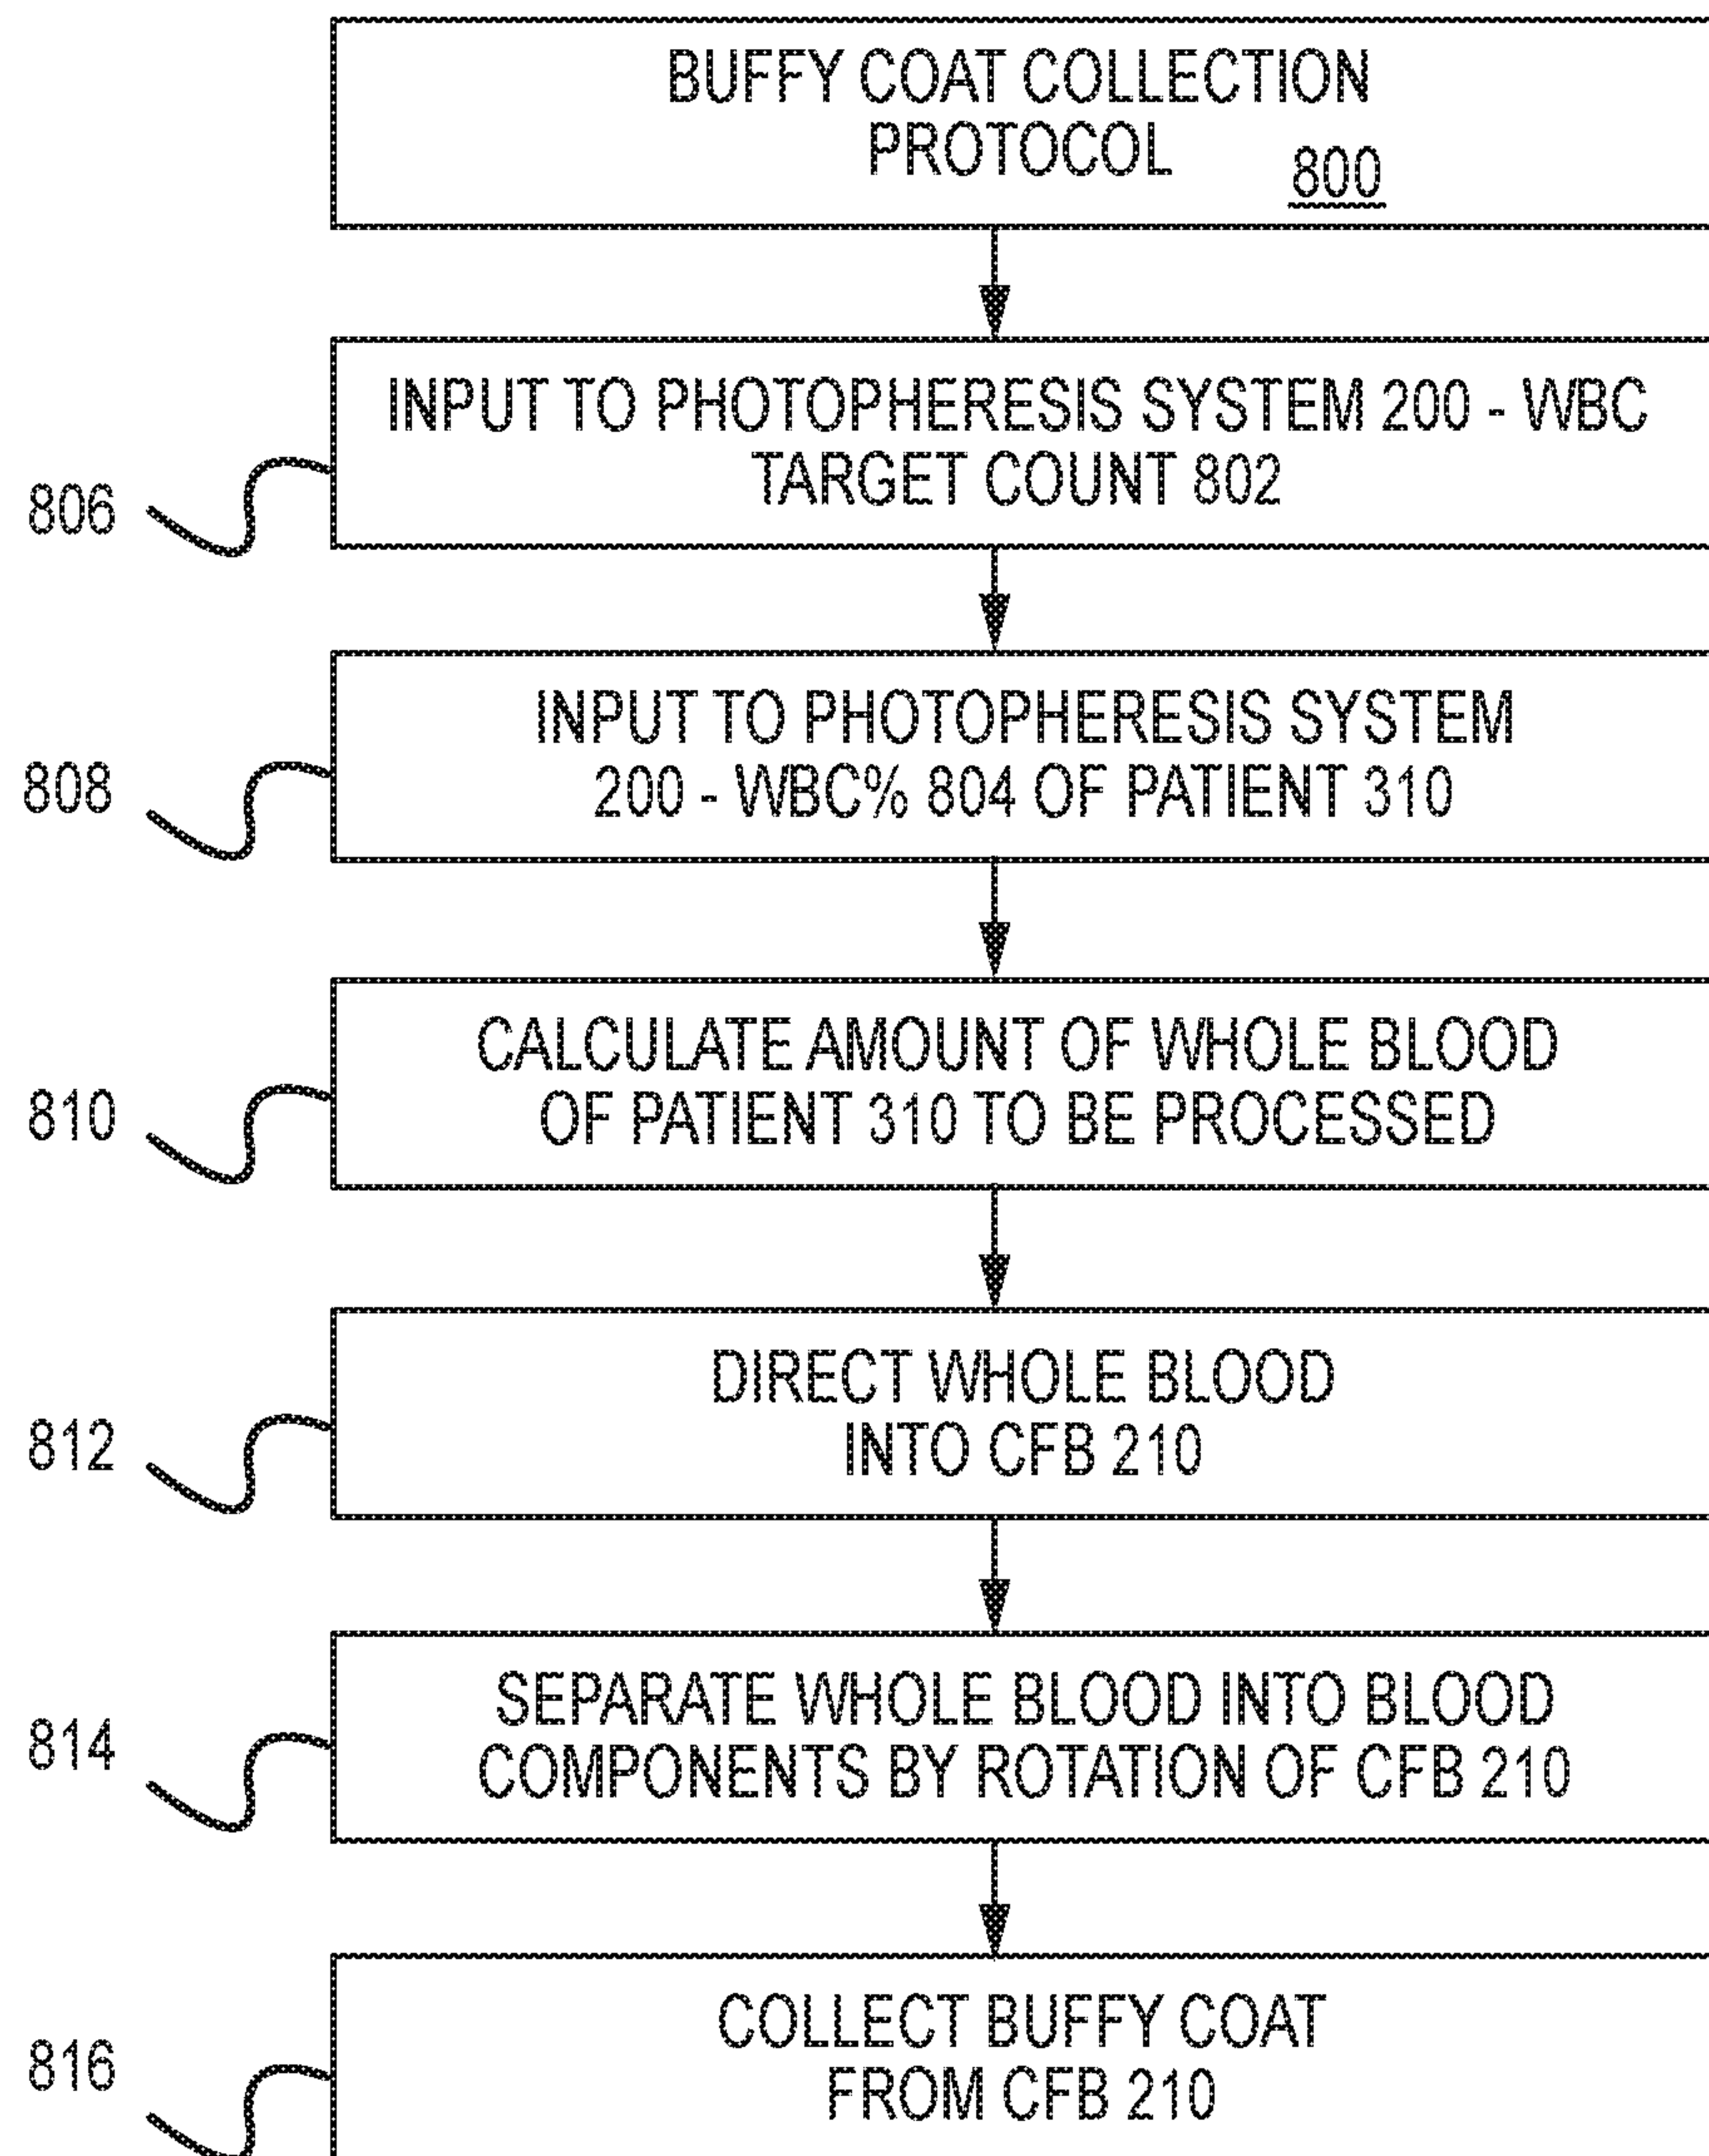 BUFFY COAT COLLECTION
PROTOCOL 800
INPUT TO PHOTOPHERESIS SYSTEM 200 - WBC
TARGET COUNT 802
806
INPUT TO PHOTOPHERESIS SYSTEM
200 - WBC% 804 OF PATIENT 310
808
CALCULATE AMOUNT OF WHOLE BLOOD
OF PATIENT 310 TO BE PROCESSED
810
DIRECT WHOLE BLOOD
INTO CFB 210
812
SEPARATE WHOLE BLOOD INTO BLOOD
COMPONENTS BY ROTATION OF CFB 210
814
COLLECT BUFFY COAT
FROM CFB 210
816